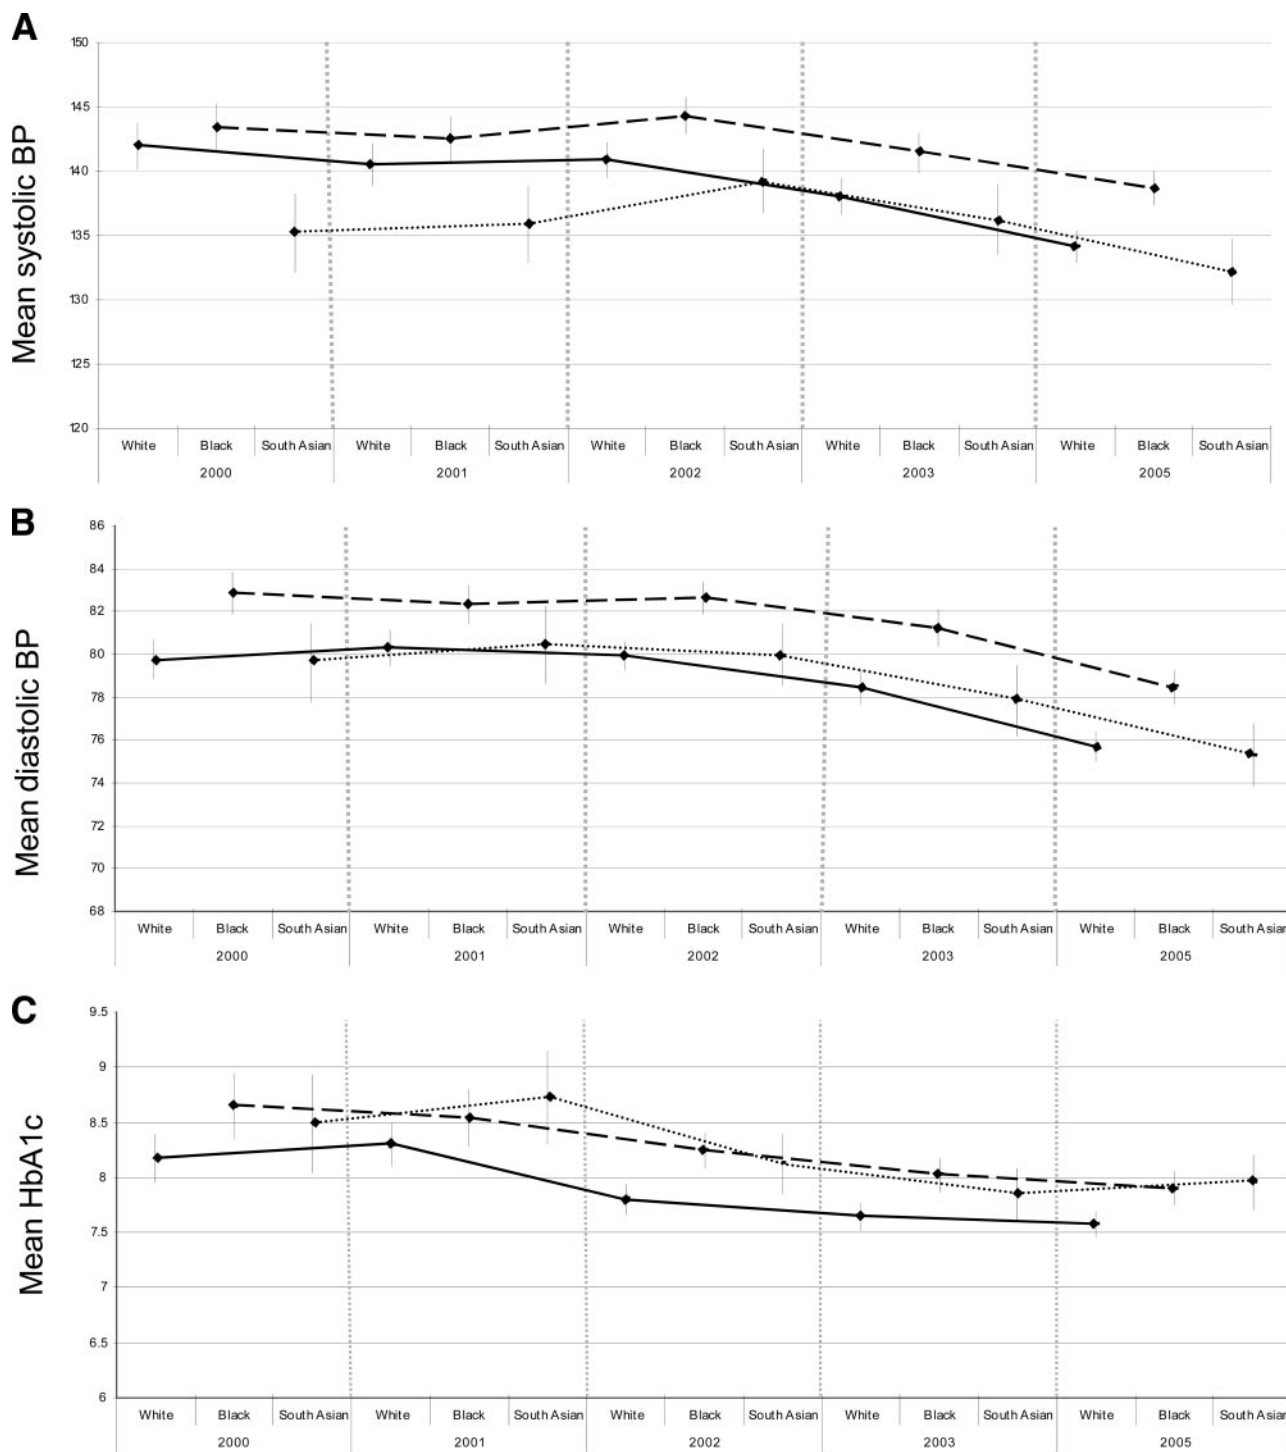 A
Mean systolic BP
150
145
140
135
130
125
120
White Black South Asian White Black South Asian White Black South Asian White Black South Asian White Black South Asian
2000 2001 2002 2003 2005
B
Mean diastolic BP
86
84
82
80
78
76
74
72
70
68
White Black South Asian White Black South Asian White Black South Asian White Black South Asian White Black South Asian
2000 2001 2002 2003 2005
C
Mean HbA1c
9.5
9
8.5
8
7.5
7
6.5
6
White Black South Asian White Black South Asian White Black South Asian White Black South Asian White Black South Asian
2000 2001 2002 2003 2005